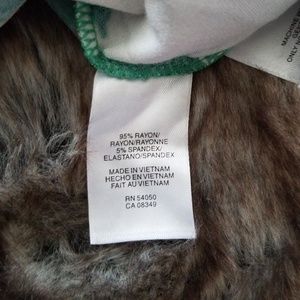 95% RAYON/
RAYON/RAYONNE
5% SPANDEX/
ELASTANO/SPANDEX
MADE IN VIETNAM
HECHO EN VIETNAM
FAIT AU VIETNAM
RN 54050
CA 08349